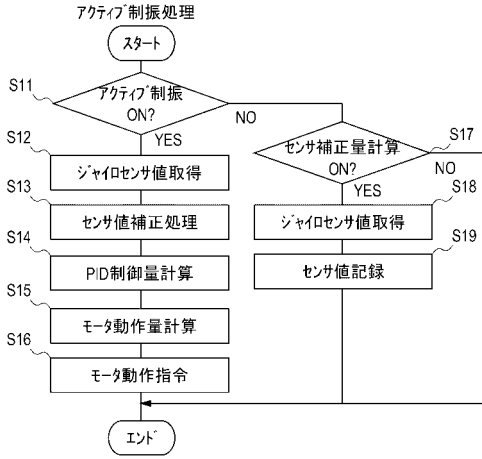 アクティブ制振処理
スタート
S11
アクティブ制振
ON?
NO
YES
S12
ジャイロセンサ値取得
S13
センサ値補正処理
S14
PID制御量計算
S15
モータ動作量計算
S16
モータ動作指令
エンド
S17
センサ補正量計算
ON?
NO
YES
S18
ジャイロセンサ値取得
S19
センサ値記録